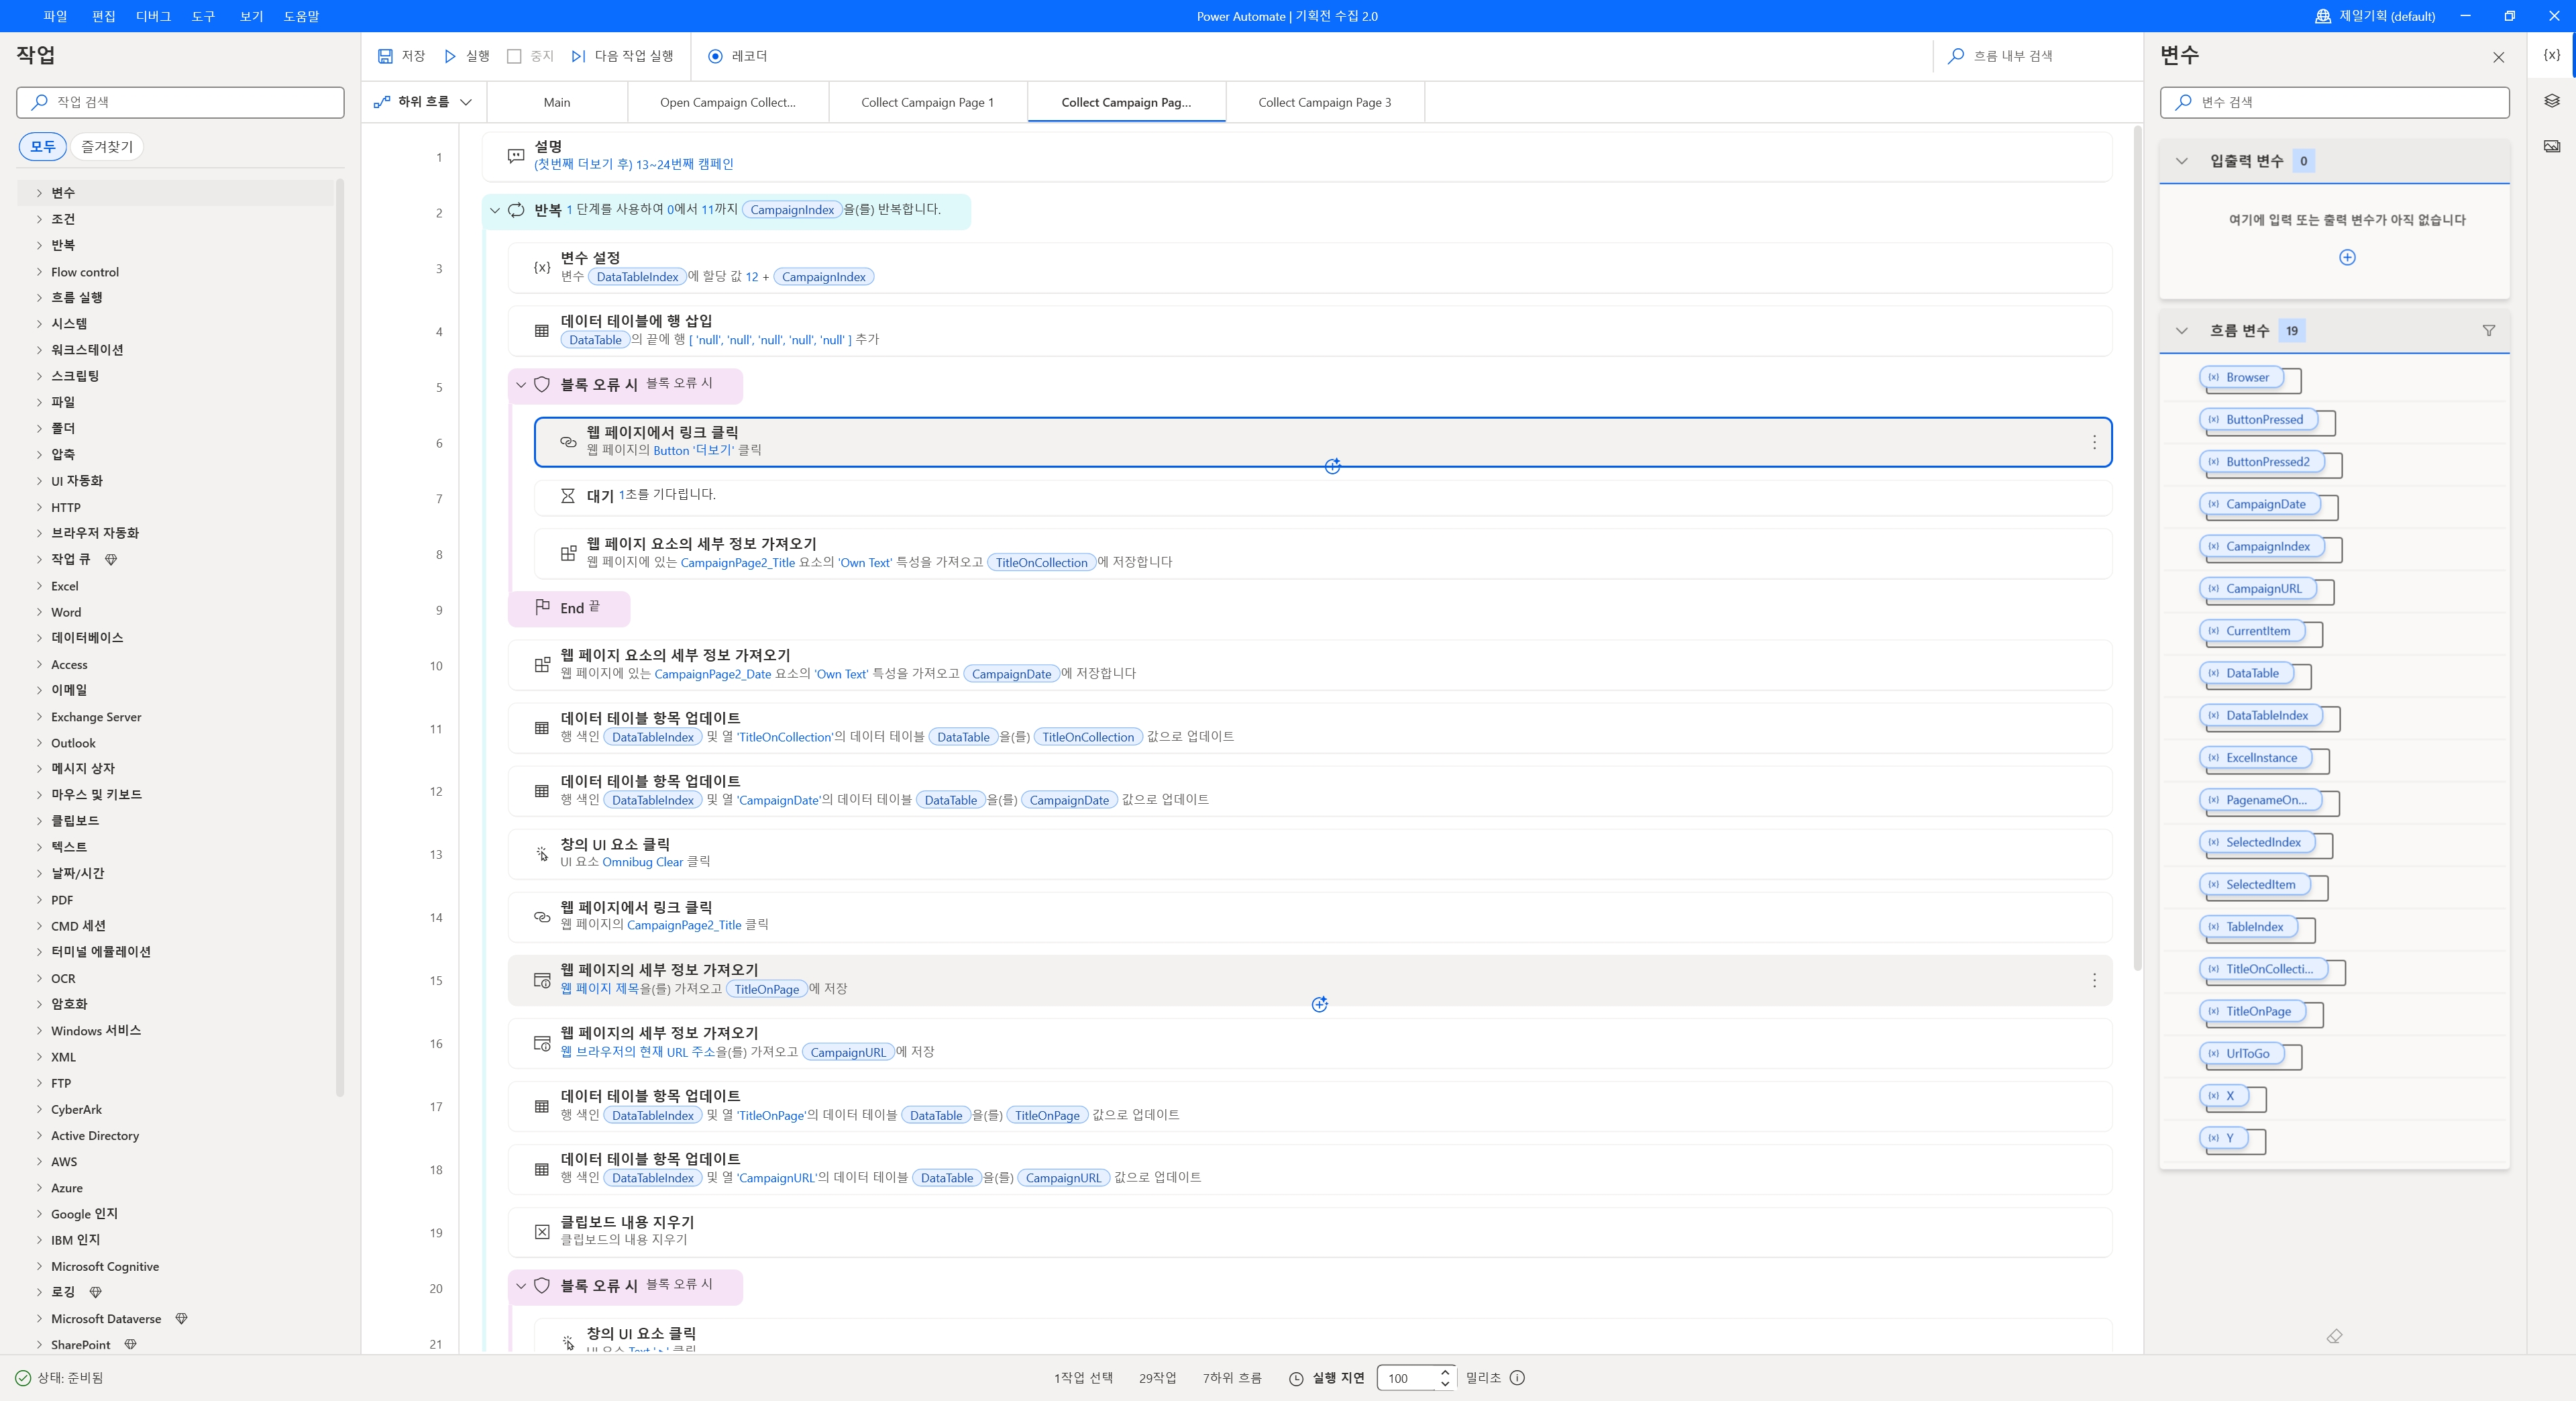 파일 편집 디버그 도구 보기 도움말
Power Automate | 기획전 수집 2.0
제일기획 (default)
작업
작업 검색
모두 즐겨찾기
변수
조건
반복
Flow control
흐름 실행
시스템
워크스테이션
스크립팅
파일
폴더
압축
UI 자동화
HTTP
브라우저 자동화
작업 큐
Excel
Word
데이터베이스
Access
이메일
Exchange Server
Outlook
메시지 상자
마우스 및 키보드
클립보드
텍스트
날짜/시간
PDF
CMD 세션
터미널 에뮬레이션
OCR
암호화
Windows 서비스
XML
FTP
CyberArk
Active Directory
AWS
Azure
Google 인지
IBM 인지
Microsoft Cognitive
로깅
Microsoft Dataverse
SharePoint
저장 실행 중지 다음 작업 실행 레코더
흐름 내부 검색
하위 흐름 Main Open Campaign Collect... Collect Campaign Page 1 Collect Campaign Pag... Collect Campaign Page 3
1 설명
(첫번째 더보기 후) 13~24번째 캠페인
2 반복 1 단계를 사용하여 0에서 11까지 CampaignIndex 을(를) 반복합니다.
3 {x} 변수 설정
변수 DataTableIndex 에 할당 값 12 + CampaignIndex
4 데이터 테이블에 행 삽입
DataTable 의 끝에 행 [ 'null', 'null', 'null', 'null', 'null' ] 추가
5 블록 오류 시 블록 오류 시
6 웹 페이지에서 링크 클릭
웹 페이지의 Button '더보기' 클릭
7 대기 1초를 기다립니다.
8 웹 페이지 요소의 세부 정보 가져오기
웹 페이지에 있는 CampaignPage2_Title 요소의 'Own Text' 특성을 가져오고 TitleOnCollection 에 저장합니다
9 End 끝
10 웹 페이지 요소의 세부 정보 가져오기
웹 페이지에 있는 CampaignPage2_Date 요소의 'Own Text' 특성을 가져오고 CampaignDate 에 저장합니다
11 데이터 테이블 항목 업데이트
행 색인 DataTableIndex 및 열 'TitleOnCollection'의 데이터 테이블 DataTable 을(를) TitleOnCollection 값으로 업데이트
12 데이터 테이블 항목 업데이트
행 색인 DataTableIndex 및 열 'CampaignDate'의 데이터 테이블 DataTable 을(를) CampaignDate 값으로 업데이트
13 창의 UI 요소 클릭
UI 요소 Omnibug Clear 클릭
14 웹 페이지에서 링크 클릭
웹 페이지의 CampaignPage2_Title 클릭
15 웹 페이지의 세부 정보 가져오기
웹 페이지 제목을(를) 가져오고 TitleOnPage 에 저장
16 웹 페이지의 세부 정보 가져오기
웹 브라우저의 현재 URL 주소을(를) 가져오고 CampaignURL 에 저장
17 데이터 테이블 항목 업데이트
행 색인 DataTableIndex 및 열 'TitleOnPage'의 데이터 테이블 DataTable 을(를) TitleOnPage 값으로 업데이트
18 데이터 테이블 항목 업데이트
행 색인 DataTableIndex 및 열 'CampaignURL'의 데이터 테이블 DataTable 을(를) CampaignURL 값으로 업데이트
19 클립보드 내용 지우기
클립보드의 내용 지우기
20 블록 오류 시 블록 오류 시
21 창의 UI 요소 클릭
변수
{x}
변수 검색
입출력 변수 0
여기에 입력 또는 출력 변수가 아직 없습니다
흐름 변수 19
(x) Browser
(x) ButtonPressed
(x) ButtonPressed2
(x) CampaignDate
(x) CampaignIndex
(x) CampaignURL
(x) CurrentItem
(x) DataTable
(x) DataTableIndex
(x) ExcelInstance
(x) PagenameOn...
(x) SelectedIndex
(x) SelectedItem
(x) TableIndex
(x) TitleOnCollecti...
(x) TitleOnPage
(x) UrlToGo
(x) X
(x) Y
상태: 준비됨
1작업 선택 29작업 7하위 흐름 실행 지연 100 밀리초